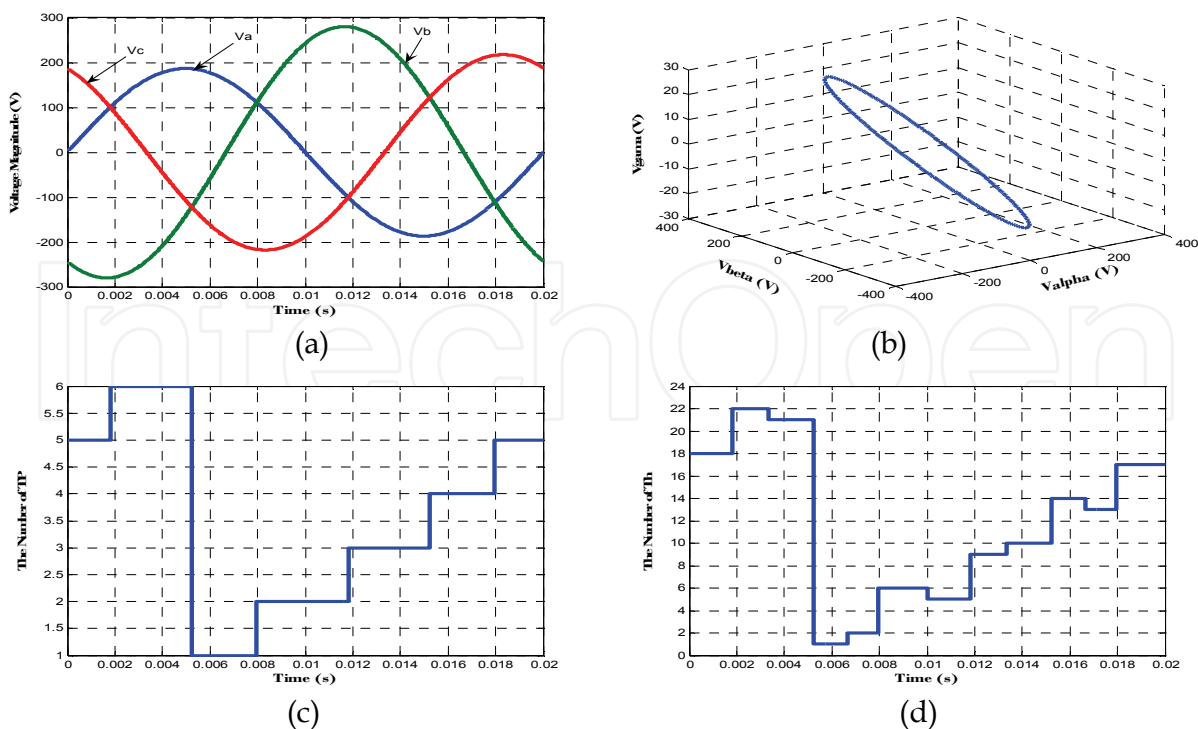 300
200
100
0
-100
-200
-300
Voltage Magnitude (V)
Vc
Va
Vb
0 0.002 0.004 0.006 0.008 0.01 0.012 0.014 0.016 0.018 0.02
Time (s)
(a)
30
20
10
0
-10
-20
-30
Vgama (V)
400
200
0
-200
-400
Vbeta (V)
-400
-200
0
200
400
Valpha (V)
(b)
IntechOpen
6
5.5
5
4.5
4
3.5
3
2.5
2
1.5
1
The Number of TP
0 0.002 0.004 0.006 0.008 0.01 0.012 0.014 0.016 0.018 0.02
Time (s)
(c)
24
22
20
18
16
14
12
10
8
6
4
2
0
The Number of Th
0 0.002 0.004 0.006 0.008 0.01 0.012 0.014 0.016 0.018 0.02
Time (s)
(d)